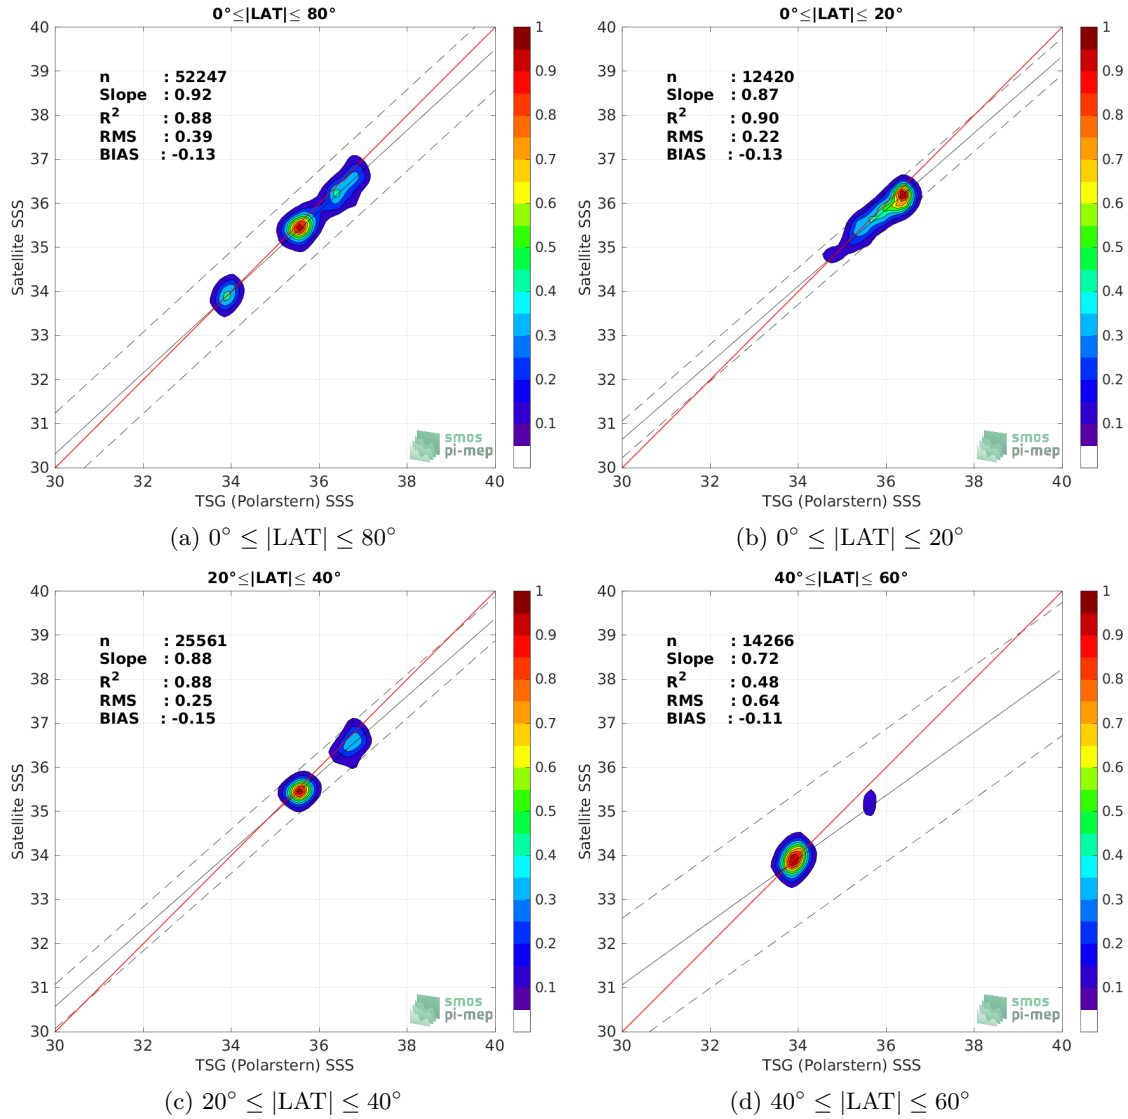 0°≤|LAT|≤ 80°
40
39
38
37
36
35
34
33
32
31
30
Satellite SSS
n : 52247
Slope : 0.92
R² : 0.88
RMS : 0.39
BIAS : -0.13
smos
pi-mep
30 32 34 36 38 40
TSG (Polarstern) SSS
1
0.9
0.8
0.7
0.6
0.5
0.4
0.3
0.2
0.1
(a) 0° ≤ |LAT| ≤ 80°
0°≤|LAT|≤ 20°
40
39
38
37
36
35
34
33
32
31
30
Satellite SSS
n : 12420
Slope : 0.87
R² : 0.90
RMS : 0.22
BIAS : -0.13
smos
pi-mep
30 32 34 36 38 40
TSG (Polarstern) SSS
1
0.9
0.8
0.7
0.6
0.5
0.4
0.3
0.2
0.1
(b) 0° ≤ |LAT| ≤ 20°
20°≤|LAT|≤ 40°
40
39
38
37
36
35
34
33
32
31
30
Satellite SSS
n : 25561
Slope : 0.88
R² : 0.88
RMS : 0.25
BIAS : -0.15
smos
pi-mep
30 32 34 36 38 40
TSG (Polarstern) SSS
1
0.9
0.8
0.7
0.6
0.5
0.4
0.3
0.2
0.1
(c) 20° ≤ |LAT| ≤ 40°
40°≤|LAT|≤ 60°
40
39
38
37
36
35
34
33
32
31
30
Satellite SSS
n : 14266
Slope : 0.72
R² : 0.48
RMS : 0.64
BIAS : -0.11
smos
pi-mep
30 32 34 36 38 40
TSG (Polarstern) SSS
1
0.9
0.8
0.7
0.6
0.5
0.4
0.3
0.2
0.1
(d) 40° ≤ |LAT| ≤ 60°